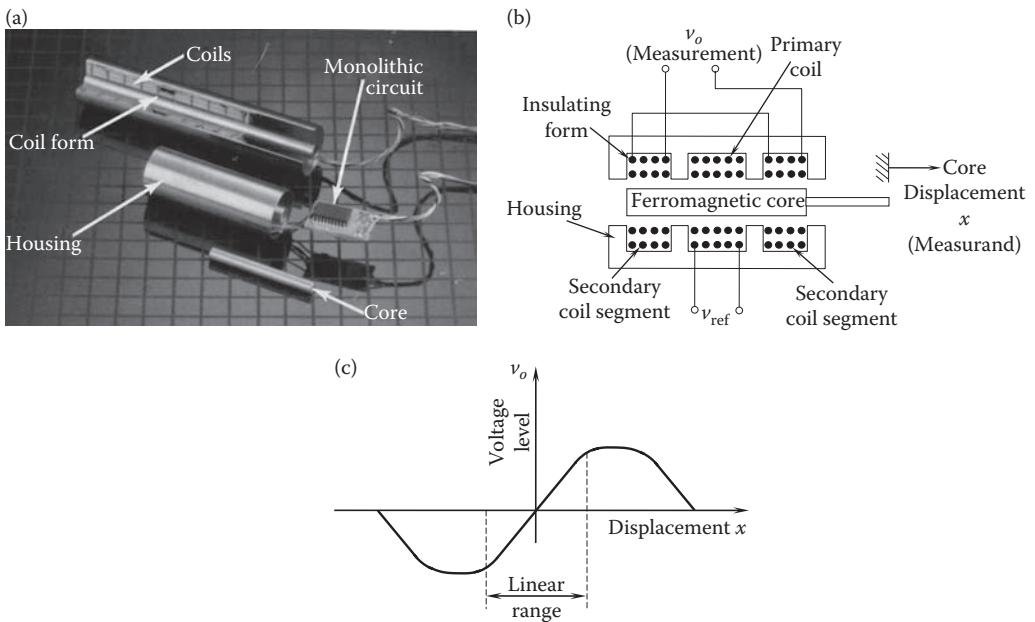 (a)
Coils
Monolithic
circuit
Coil form
Housing
Core
(b)
v_o
(Measurement)
Primary
coil
Insulating
form
Core
Displacement
x
(Measurand)
Ferromagnetic core
Housing
Secondary
coil segment
v_ref
Secondary
coil segment
(c)
v_o
Voltage
level
Displacement x
Linear
range